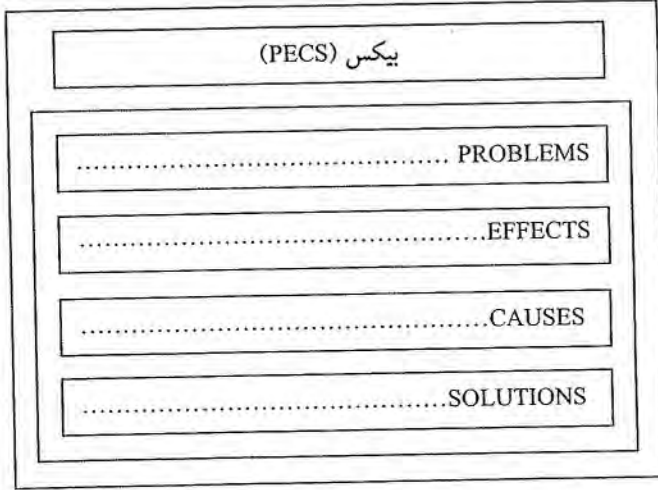 بيكس (PECS)
PROBLEMS ..........................................
EFFECTS...............................................
CAUSES...............................................
SOLUTIONS..........................................